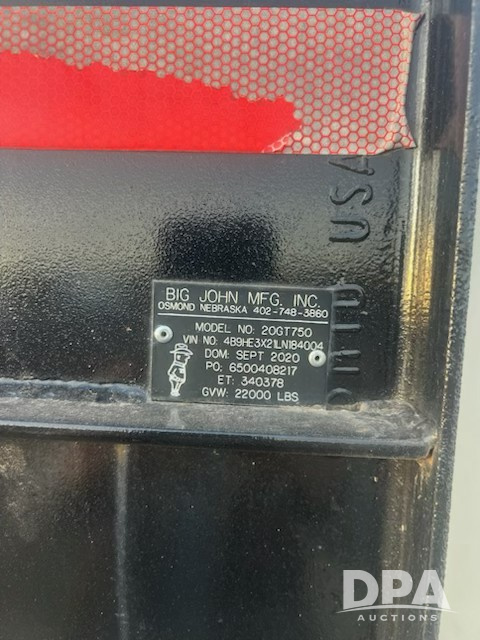 USA
BIG JOHN MFG. INC.
OSMOND NEBRASKA 402-748-3860
MODEL NO: 20GT750
VIN NO: 4B9HE3X21LN184004
DOM: SEPT 2020
PO: 6500408217
ET: 340378
GVW: 22000 LBS
DPA
AUCTIONS